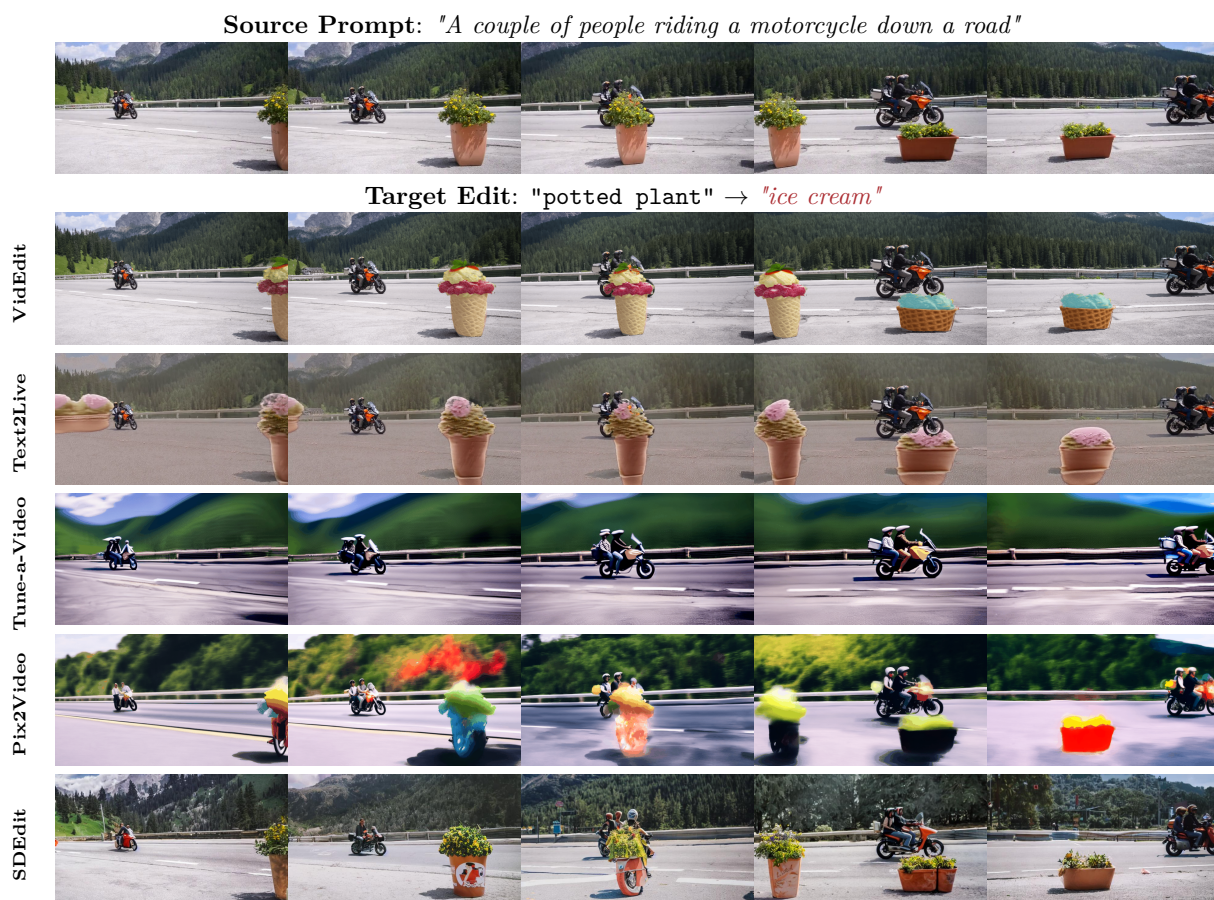 Source Prompt: "A couple of people riding a motorcycle down a road"
Target Edit: "potted plant" → "ice cream"
VidEdit
Text2Live
Tune-a-Video
Pix2Video
SDEdit